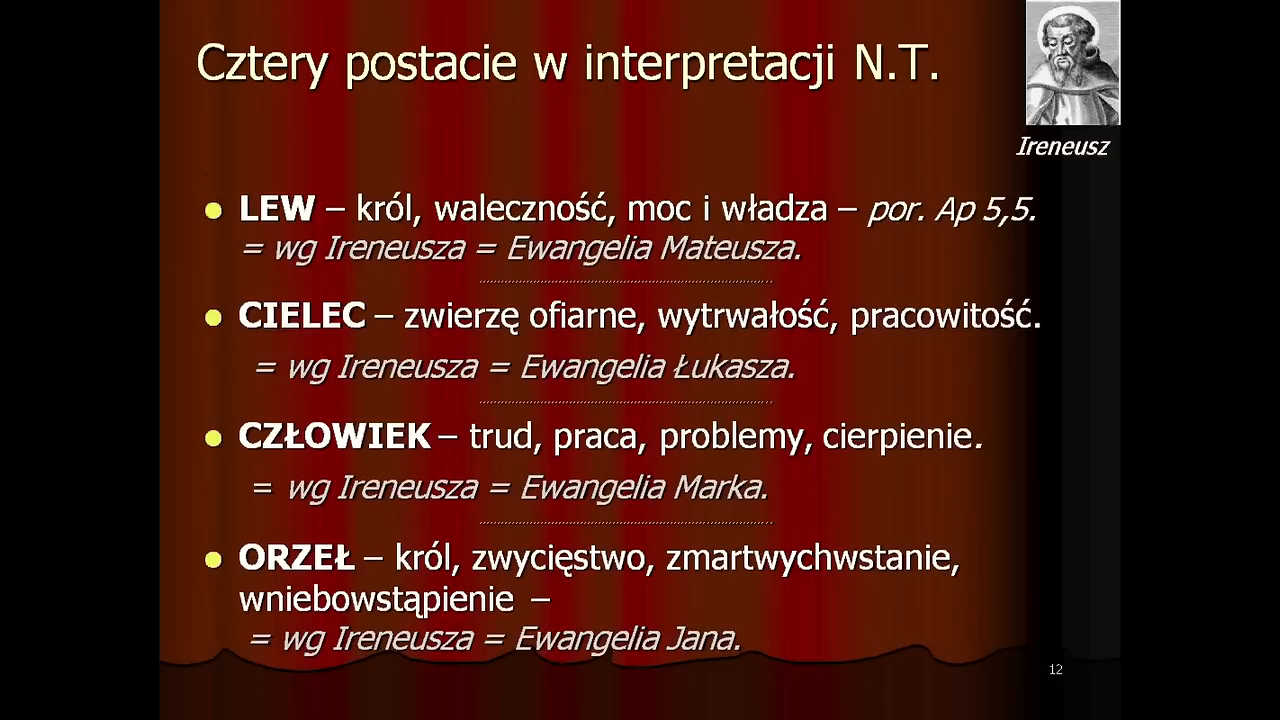 Cztery postacie w interpretacji N.T.
Ireneusz
LEW – król, waleczność, moc i władza – por. Ap 5,5.
= wg Ireneusza = Ewangelia Mateusza.
CIELEC – zwierzę ofiarne, wytrwałość, pracowitość.
= wg Ireneusza = Ewangelia Łukasza.
CZŁOWIEK – trud, praca, problemy, cierpienie.
= wg Ireneusza = Ewangelia Marka.
ORZEŁ – król, zwycięstwo, zmartwychwstanie,
wniebowstąpienie –
= wg Ireneusza = Ewangelia Jana.
12